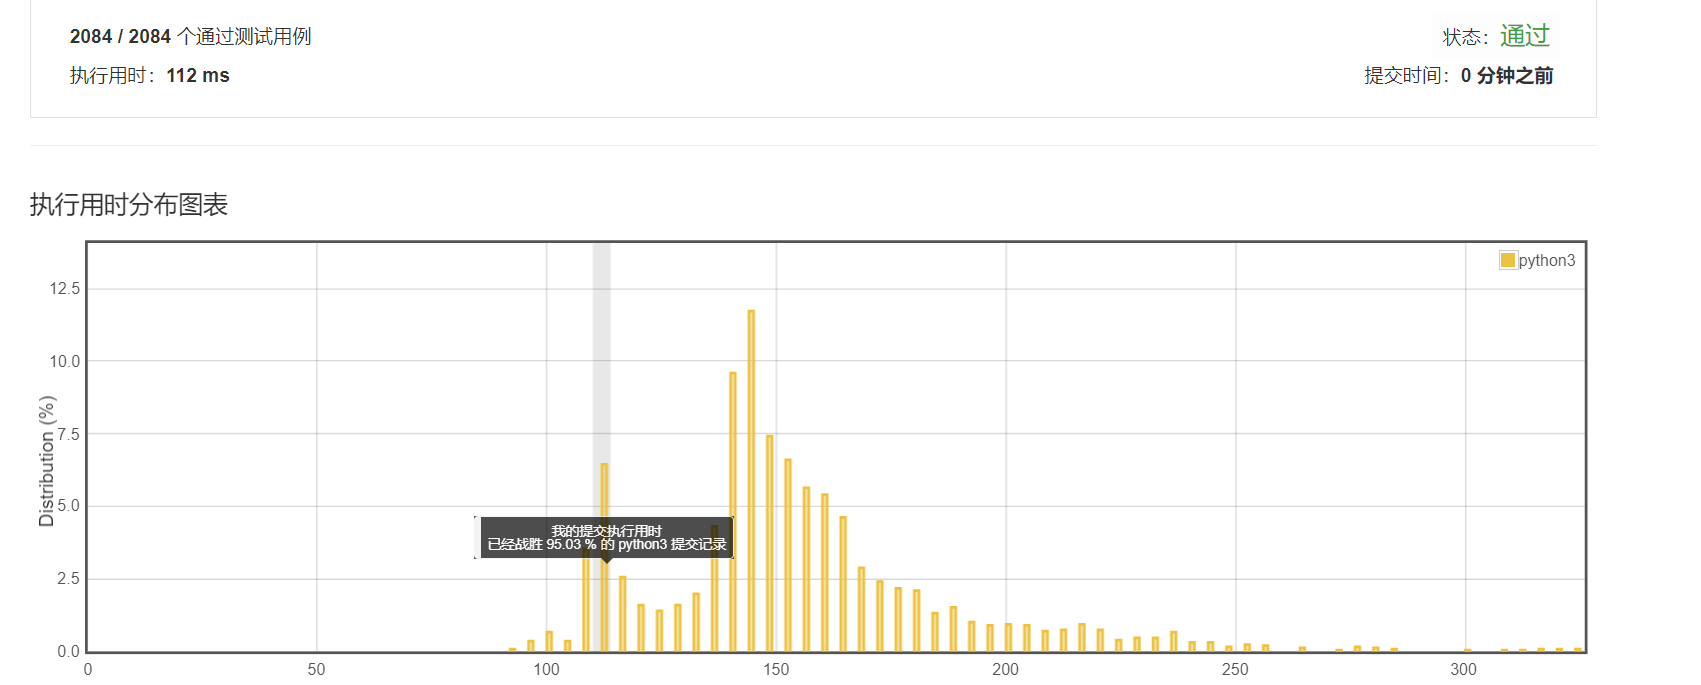 2084 / 2084 个通过测试用例
状态：通过
执行用时：112 ms
提交时间：0 分钟之前
执行用时分布图表
python3
12.5
10.0
7.5
5.0
2.5
0.0
Distribution (%)
我的提交执行用时
已经战胜 95.03 % 的 python3 提交记录
0
50
100
150
200
250
300